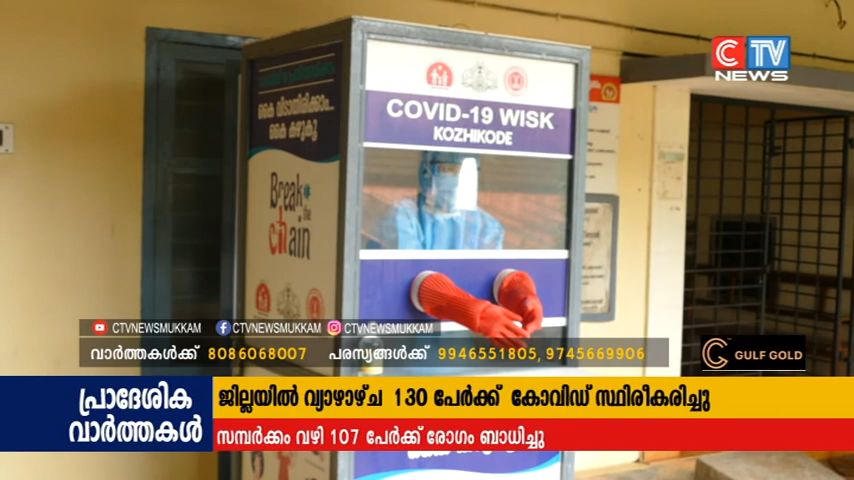 CTV
NEWS
COVID-19 WISK
KOZHIKODE
കൈ വിടാതിരിക്കാം..
കൈ കഴുകൂ
Break
the
Chain
CTVNEWSMUKKAM CTVNEWSMUKKAM CTVNEWSMUKKAM
വാർത്തകൾക്ക് 8086068007 പരസ്യങ്ങൾക്ക് 9946551805, 9745669906
GULF GOLD
പ്രാദേശിക
വാർത്തകൾ
ജില്ലയിൽ വ്യാഴാഴ്ച 130 പേർക്ക് കോവിഡ് സ്ഥിരീകരിച്ചു
സമ്പർക്കം വഴി 107 പേർക്ക് രോഗം ബാധിച്ചു